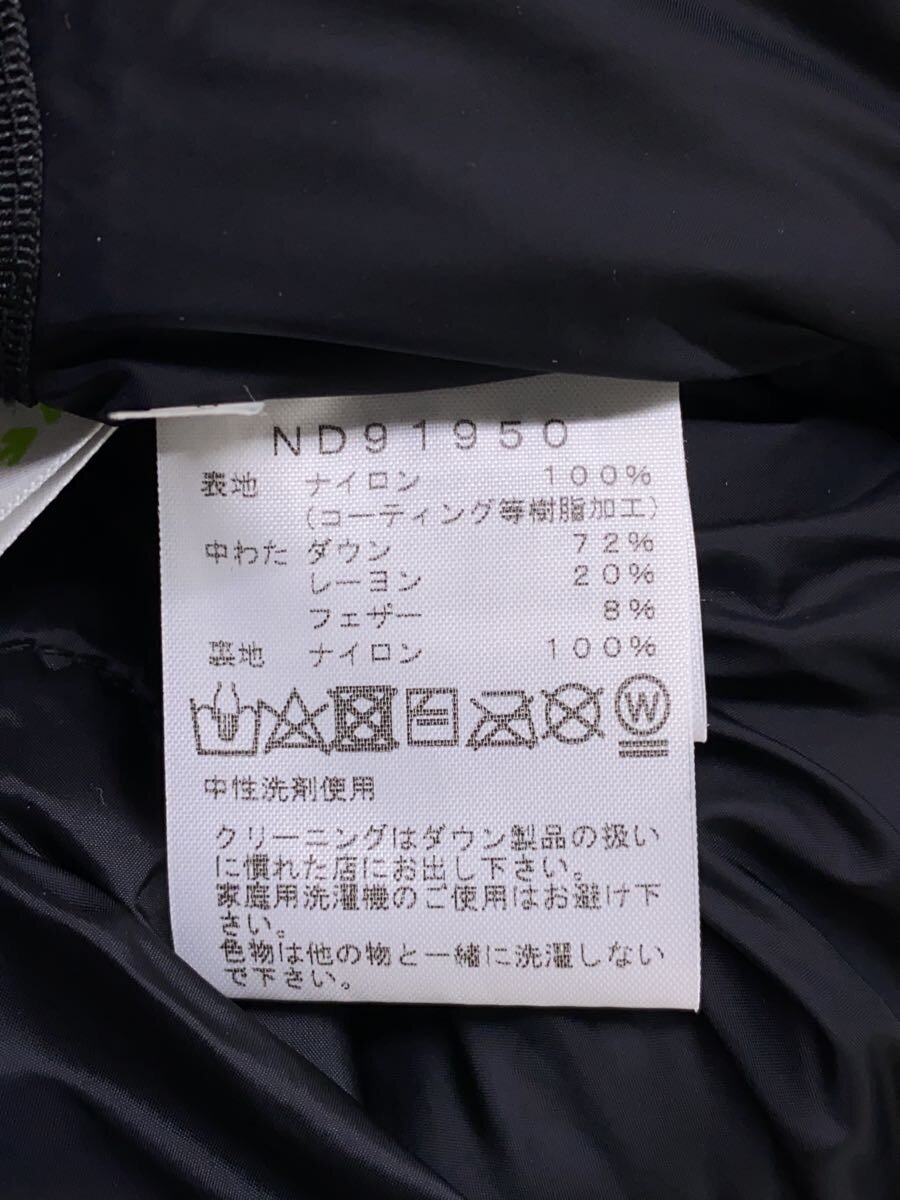 ND91950
表地 ナイロン 100%
(コーティング等樹脂加工)
中わた ダウン 72%
レーヨン 20%
フェザー 8%
裏地 ナイロン 100%
W
中性洗剤使用
クリーニングはダウン製品の扱い
に慣れた店にお出し下さい。
家庭用洗濯機のご使用はお避け下
さい。
色物は他の物と一緒に洗濯しない
で下さい。